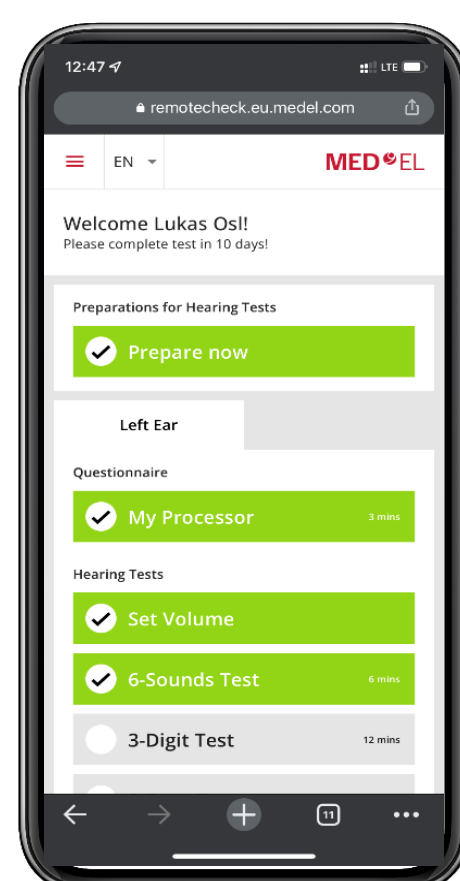 12:47 LTE
remotecheck.eu.medel.com
EN MED EL
Welcome Lukas Osl!
Please complete test in 10 days!
Preparations for Hearing Tests
Prepare now
Left Ear
Questionnaire
My Processor 3 mins
Hearing Tests
Set Volume
6-Sounds Test 6 mins
3-Digit Test 12 mins
11